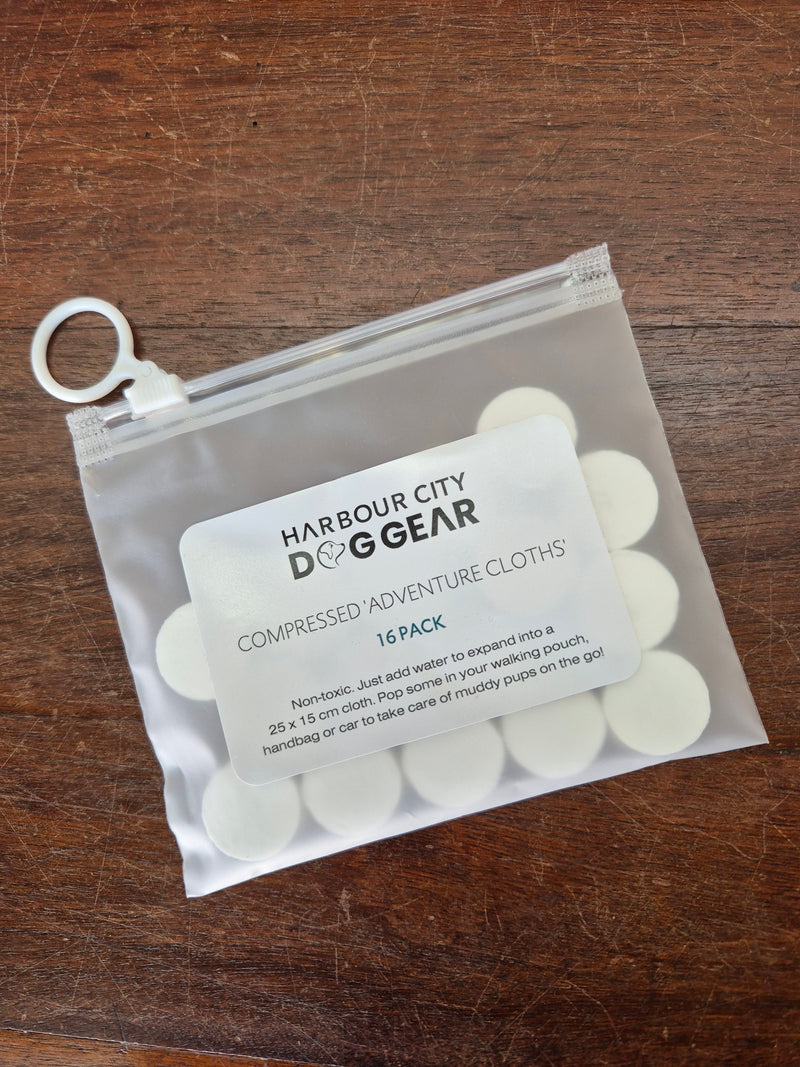 HARBOUR CITY
DOG GEAR
COMPRESSED 'ADVENTURE CLOTHS'
16 PACK
Non-toxic. Just add water to expand into a
25 x 15 cm cloth. Pop some in your walking pouch,
handbag or car to take care of muddy pups on the go!